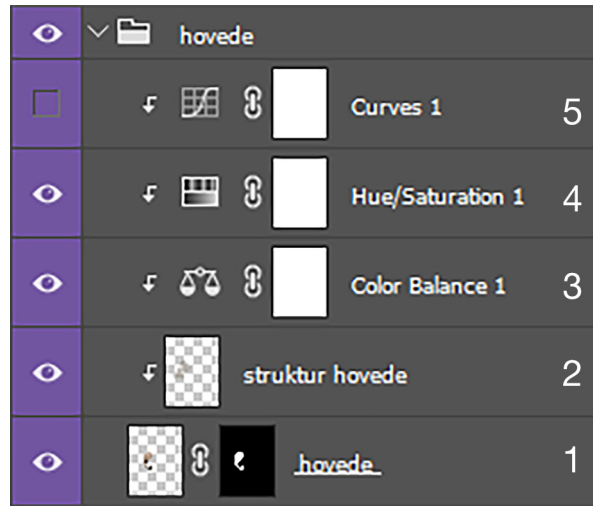 hovede
Curves 1 5
Hue/Saturation 1 4
Color Balance 1 3
struktur hovede 2
hovede 1